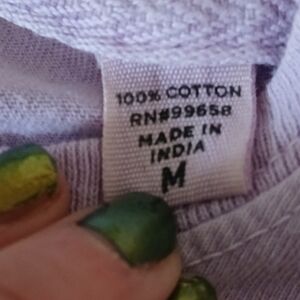 100% COTTON
RN#99658
MADE IN
INDIA
M